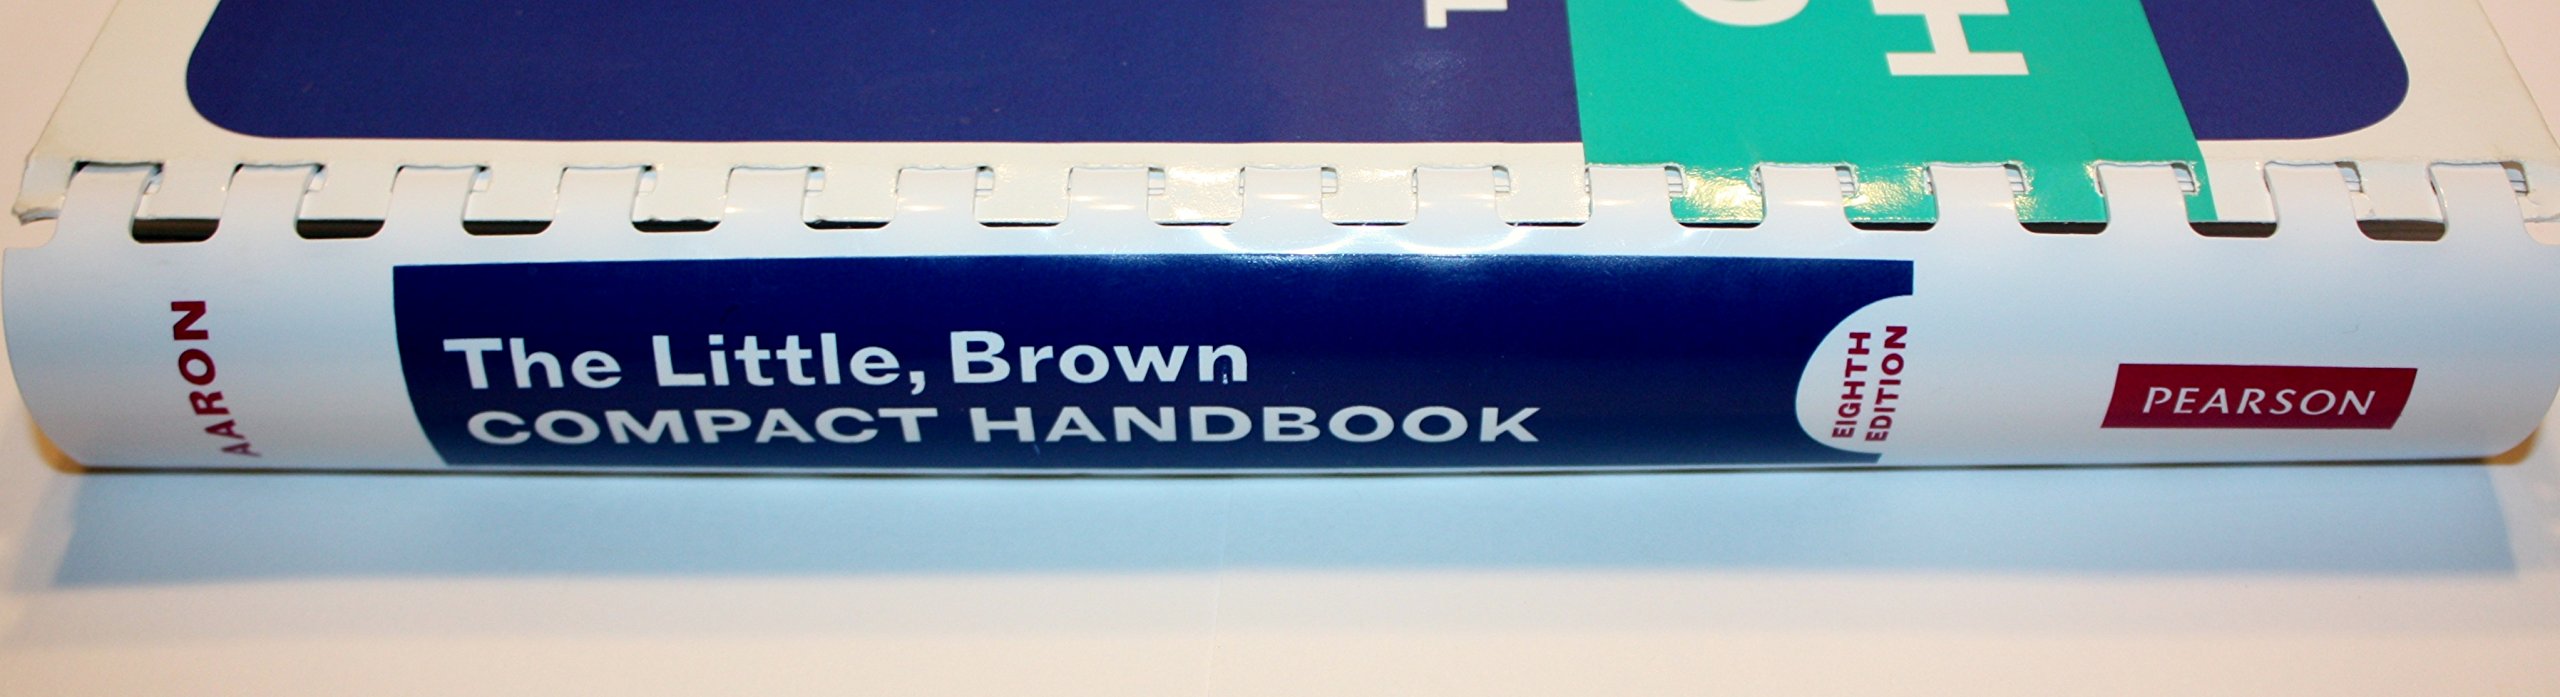 AARON
The Little, Brown
COMPACT HANDBOOK
EIGHTH
EDITION
PEARSON